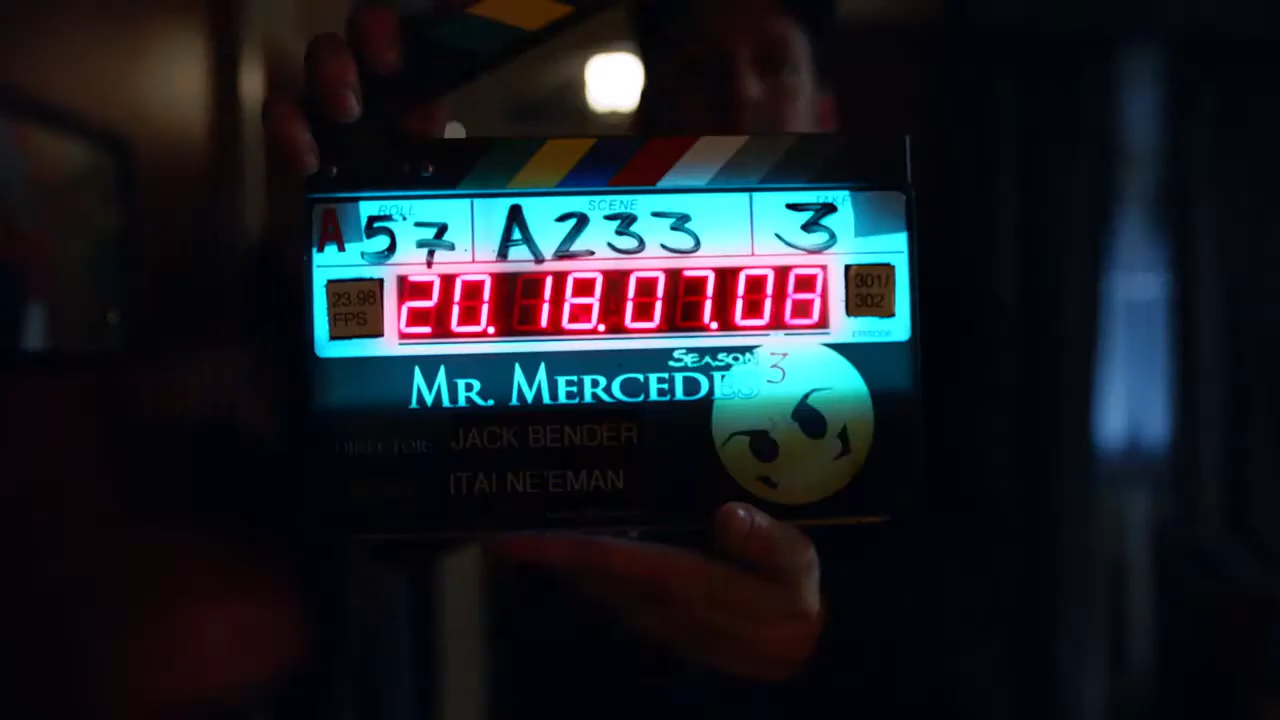 ROLL SCENE TAKE
A 57 A233 3
23.98 FPS
20.18.07.08
301/302
EPISODE
SEASON 3
MR. MERCEDES
DIRECTOR: JACK BENDER
ITAI NE'EMAN